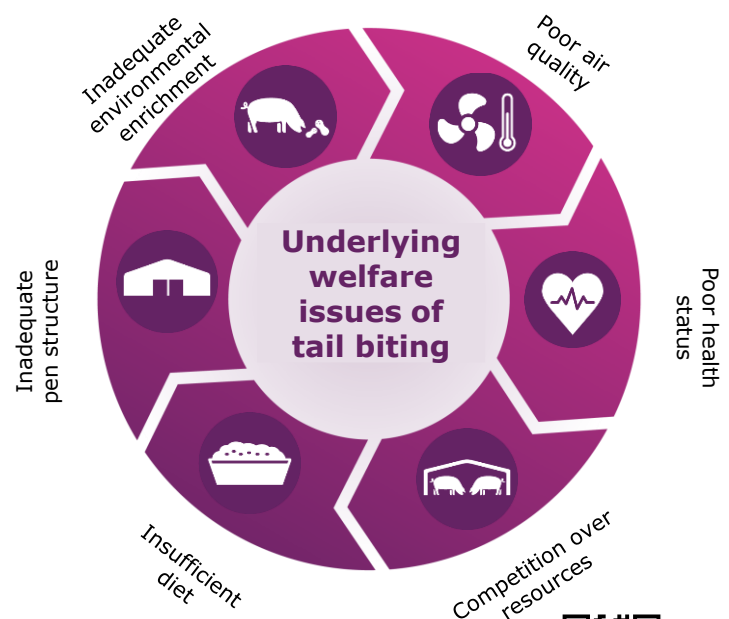 Underlying
welfare
issues of
tail biting
Inadequate
environmental
enrichment
Poor air
quality
Poor health
status
Competition over
resources
Insufficient
diet
Inadequate
pen structure